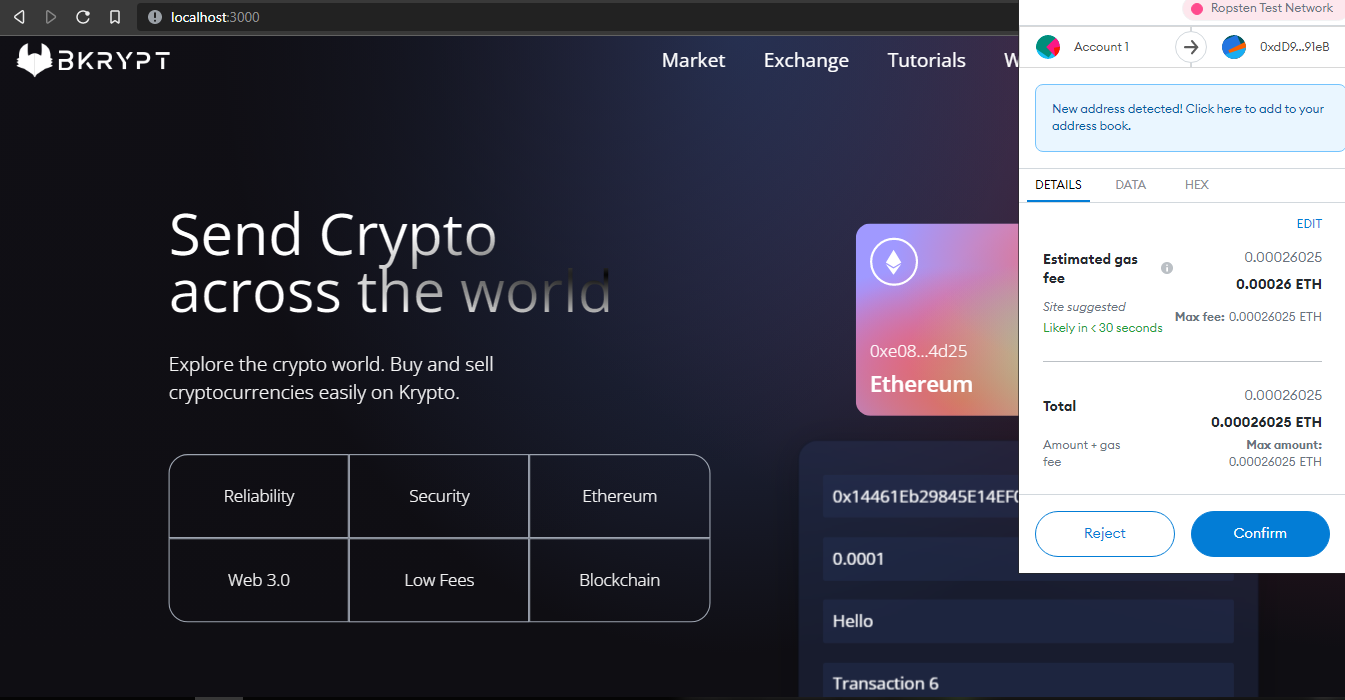 localhost:3000
BKRYPT
Market
Exchange
Tutorials
Send Crypto
across the world
Explore the crypto world. Buy and sell
cryptocurrencies easily on Krypto.
Reliability
Security
Ethereum
Web 3.0
Low Fees
Blockchain
0xe08...4d25
Ethereum
0x14461Eb29845E14EF0
0.0001
Hello
Transaction 6
Ropsten Test Network
Account 1
0xdD9...91eB
New address detected! Click here to add to your
address book.
DETAILS
DATA
HEX
EDIT
Estimated gas
fee
0.00026025
0.00026 ETH
Site suggested
Likely in < 30 seconds
Max fee: 0.00026025 ETH
Total
0.00026025
0.00026025 ETH
Amount + gas
fee
Max amount:
0.00026025 ETH
Reject
Confirm